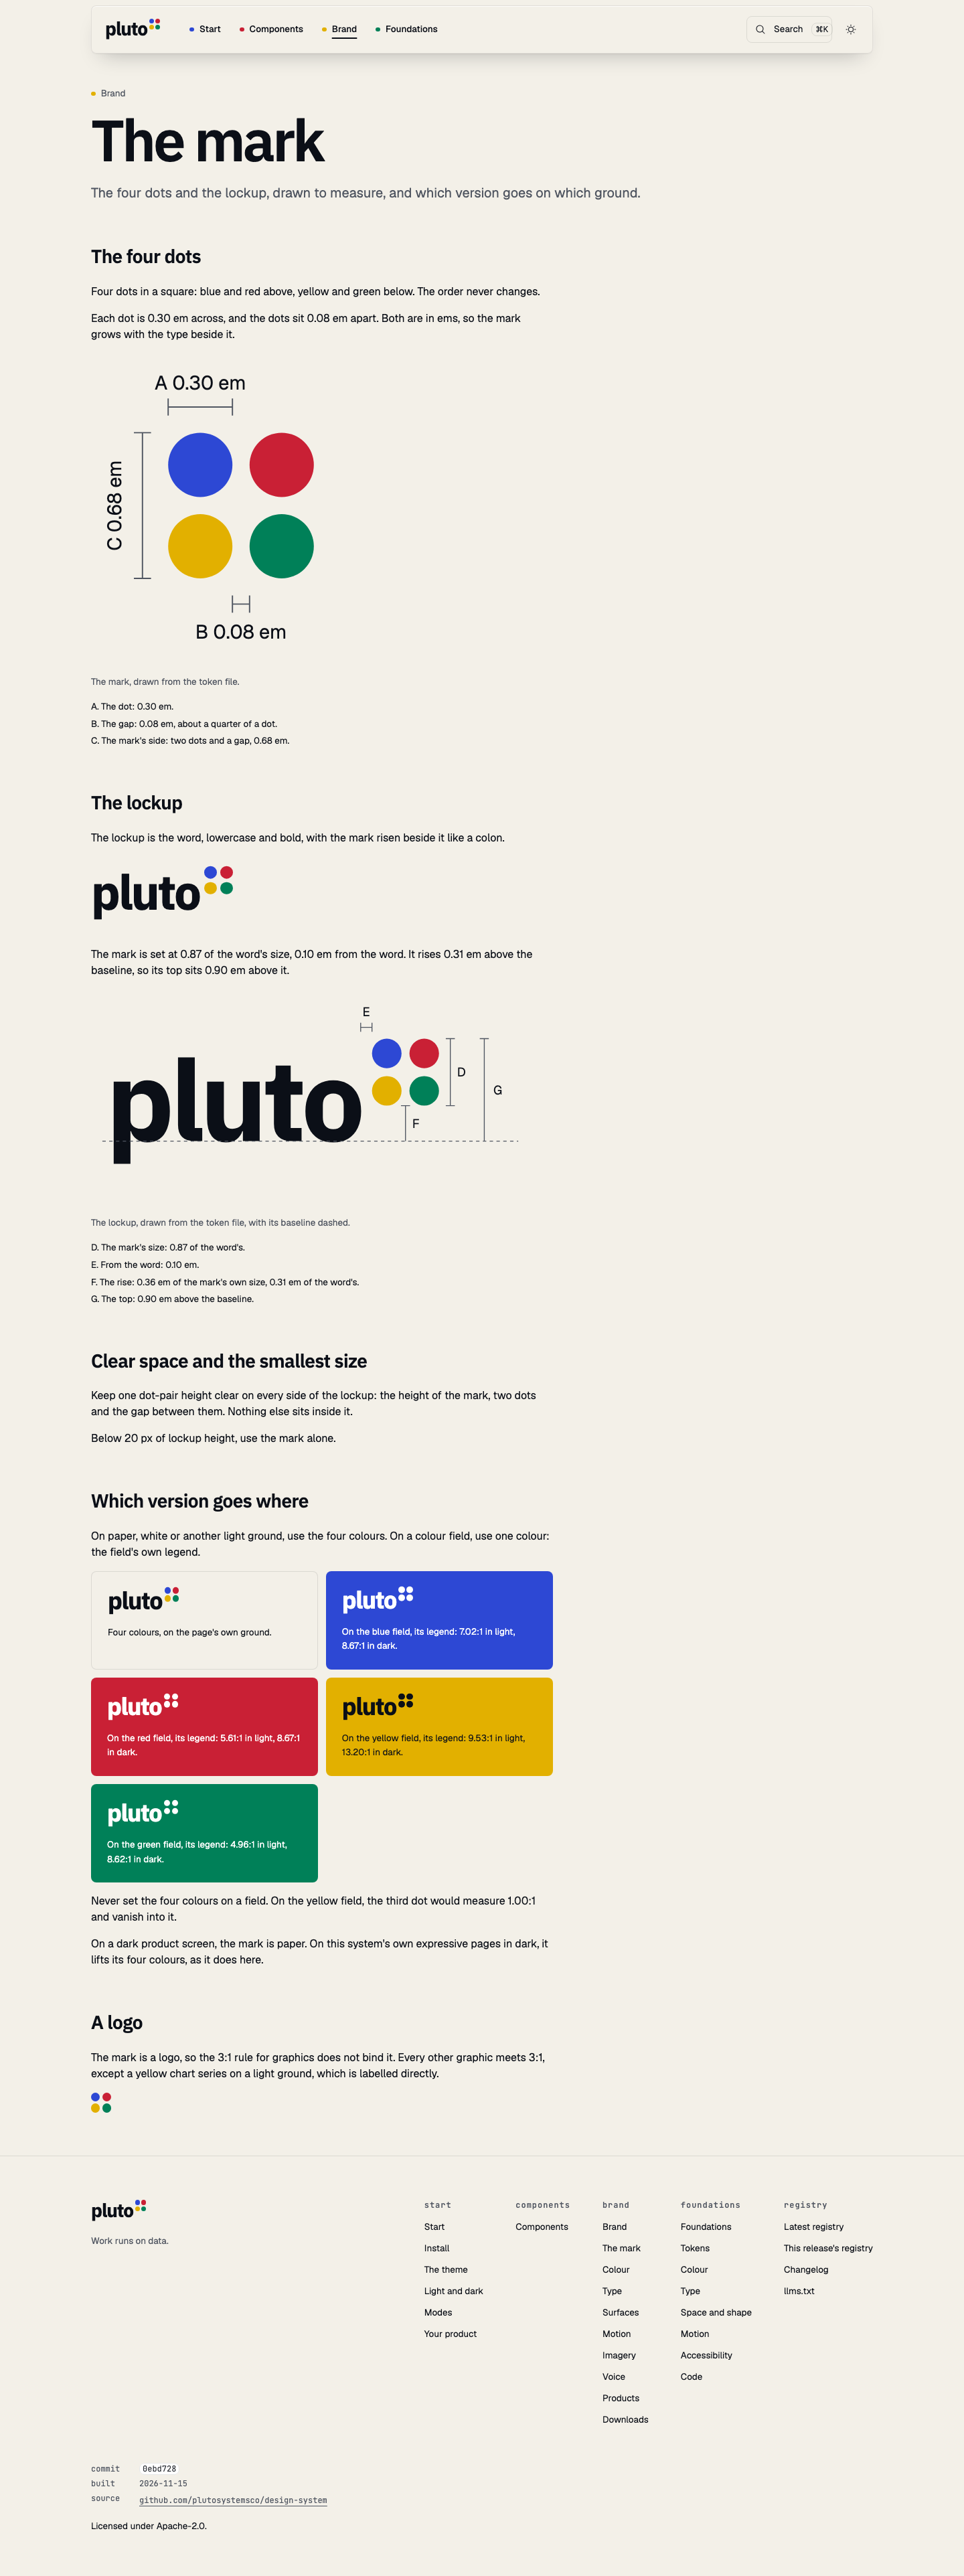 pluto
Start
Components
Brand
Foundations
Search
⌘K
Brand
The mark
The four dots and the lockup, drawn to measure, and which version goes on which ground.
The four dots
Four dots in a square: blue and red above, yellow and green below. The order never changes.
Each dot is 0.30 em across, and the dots sit 0.08 em apart. Both are in ems, so the mark
grows with the type beside it.
A 0.30 em
C 0.68 em
B 0.08 em
The mark, drawn from the token file.
A. The dot: 0.30 em.
B. The gap: 0.08 em, about a quarter of a dot.
C. The mark's side: two dots and a gap, 0.68 em.
The lockup
The lockup is the word, lowercase and bold, with the mark risen beside it like a colon.
pluto
The mark is set at 0.87 of the word's size, 0.10 em from the word. It rises 0.31 em above the
baseline, so its top sits 0.90 em above it.
E
pluto
D
G
F
The lockup, drawn from the token file, with its baseline dashed.
D. The mark's size: 0.87 of the word's.
E. From the word: 0.10 em.
F. The rise: 0.36 em of the mark's own size, 0.31 em of the word's.
G. The top: 0.90 em above the baseline.
Clear space and the smallest size
Keep one dot-pair height clear on every side of the lockup: the height of the mark, two dots
and the gap between them. Nothing else sits inside it.
Below 20 px of lockup height, use the mark alone.
Which version goes where
On paper, white or another light ground, use the four colours. On a colour field, use one colour:
the field's own legend.
pluto
Four colours, on the page's own ground.
pluto
On the blue field, its legend: 7.02:1 in light,
8.67:1 in dark.
pluto
On the red field, its legend: 5.61:1 in light, 8.67:1
in dark.
pluto
On the yellow field, its legend: 9.53:1 in light,
13.20:1 in dark.
pluto
On the green field, its legend: 4.96:1 in light,
8.62:1 in dark.
Never set the four colours on a field. On the yellow field, the third dot would measure 1.00:1
and vanish into it.
On a dark product screen, the mark is paper. On this system's own expressive pages in dark, it
lifts its four colours, as it does here.
A logo
The mark is a logo, so the 3:1 rule for graphics does not bind it. Every other graphic meets 3:1,
except a yellow chart series on a light ground, which is labelled directly.
pluto
Work runs on data.
start
Start
Install
The theme
Light and dark
Modes
Your product
components
Components
brand
Brand
The mark
Colour
Type
Surfaces
Motion
Imagery
Voice
Products
Downloads
foundations
Foundations
Tokens
Colour
Type
Space and shape
Motion
Accessibility
Code
registry
Latest registry
This release's registry
Changelog
llms.txt
commit 0ebd728
built 2026-11-15
source github.com/plutosystemsco/design-system
Licensed under Apache-2.0.